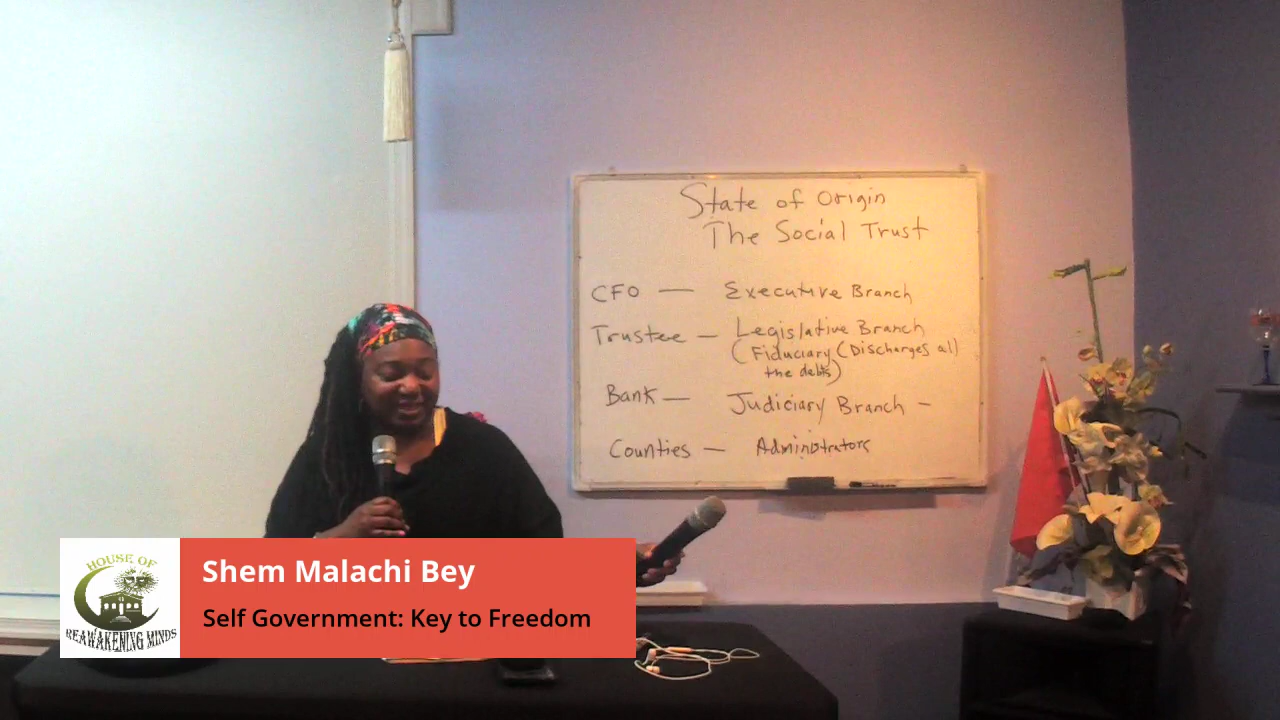 State of Origin
The Social Trust
CFO — Executive Branch
Trustee — Legislative Branch
(Fiduciary (Discharges all
the debts)
Bank — Judiciary Branch –
Counties — Administrators
HOUSE OF
REAWAKENING MINDS
Shem Malachi Bey
Self Government: Key to Freedom